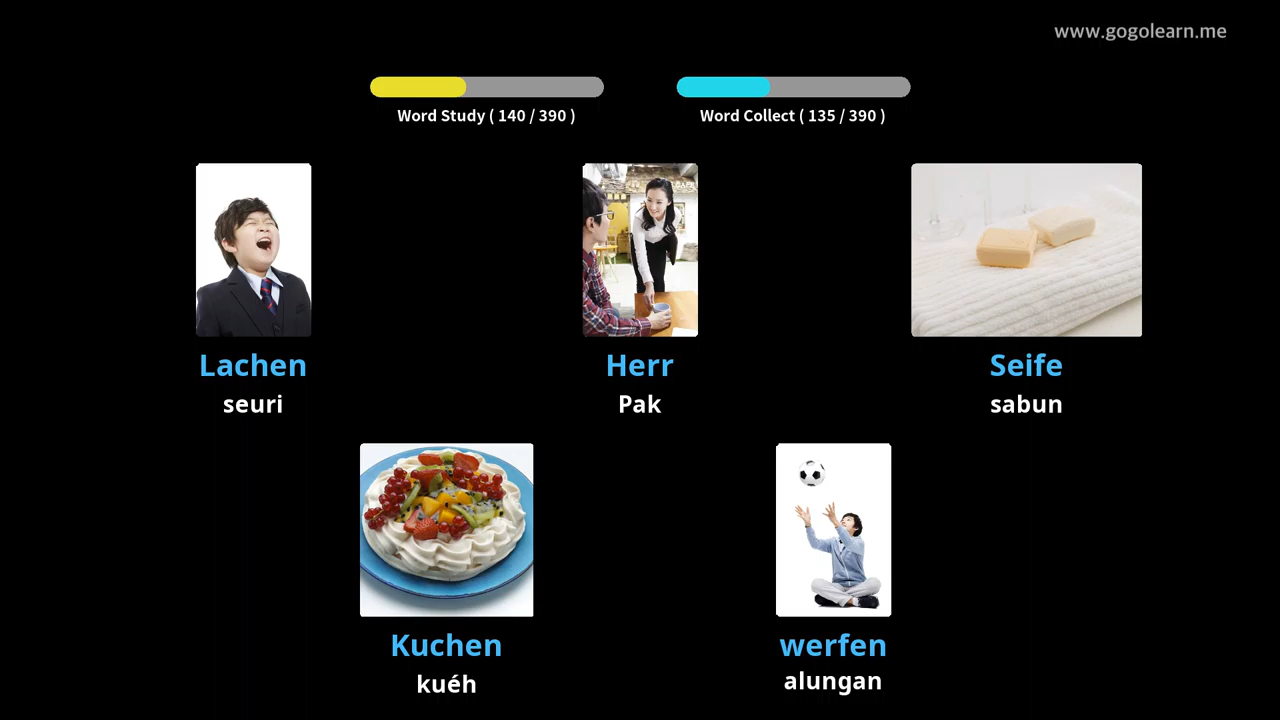 www.gogolearn.me
Word Study ( 140 / 390 )
Word Collect ( 135 / 390 )
Lachen
seuri
Herr
Pak
Seife
sabun
Kuchen
kuéh
werfen
alungan